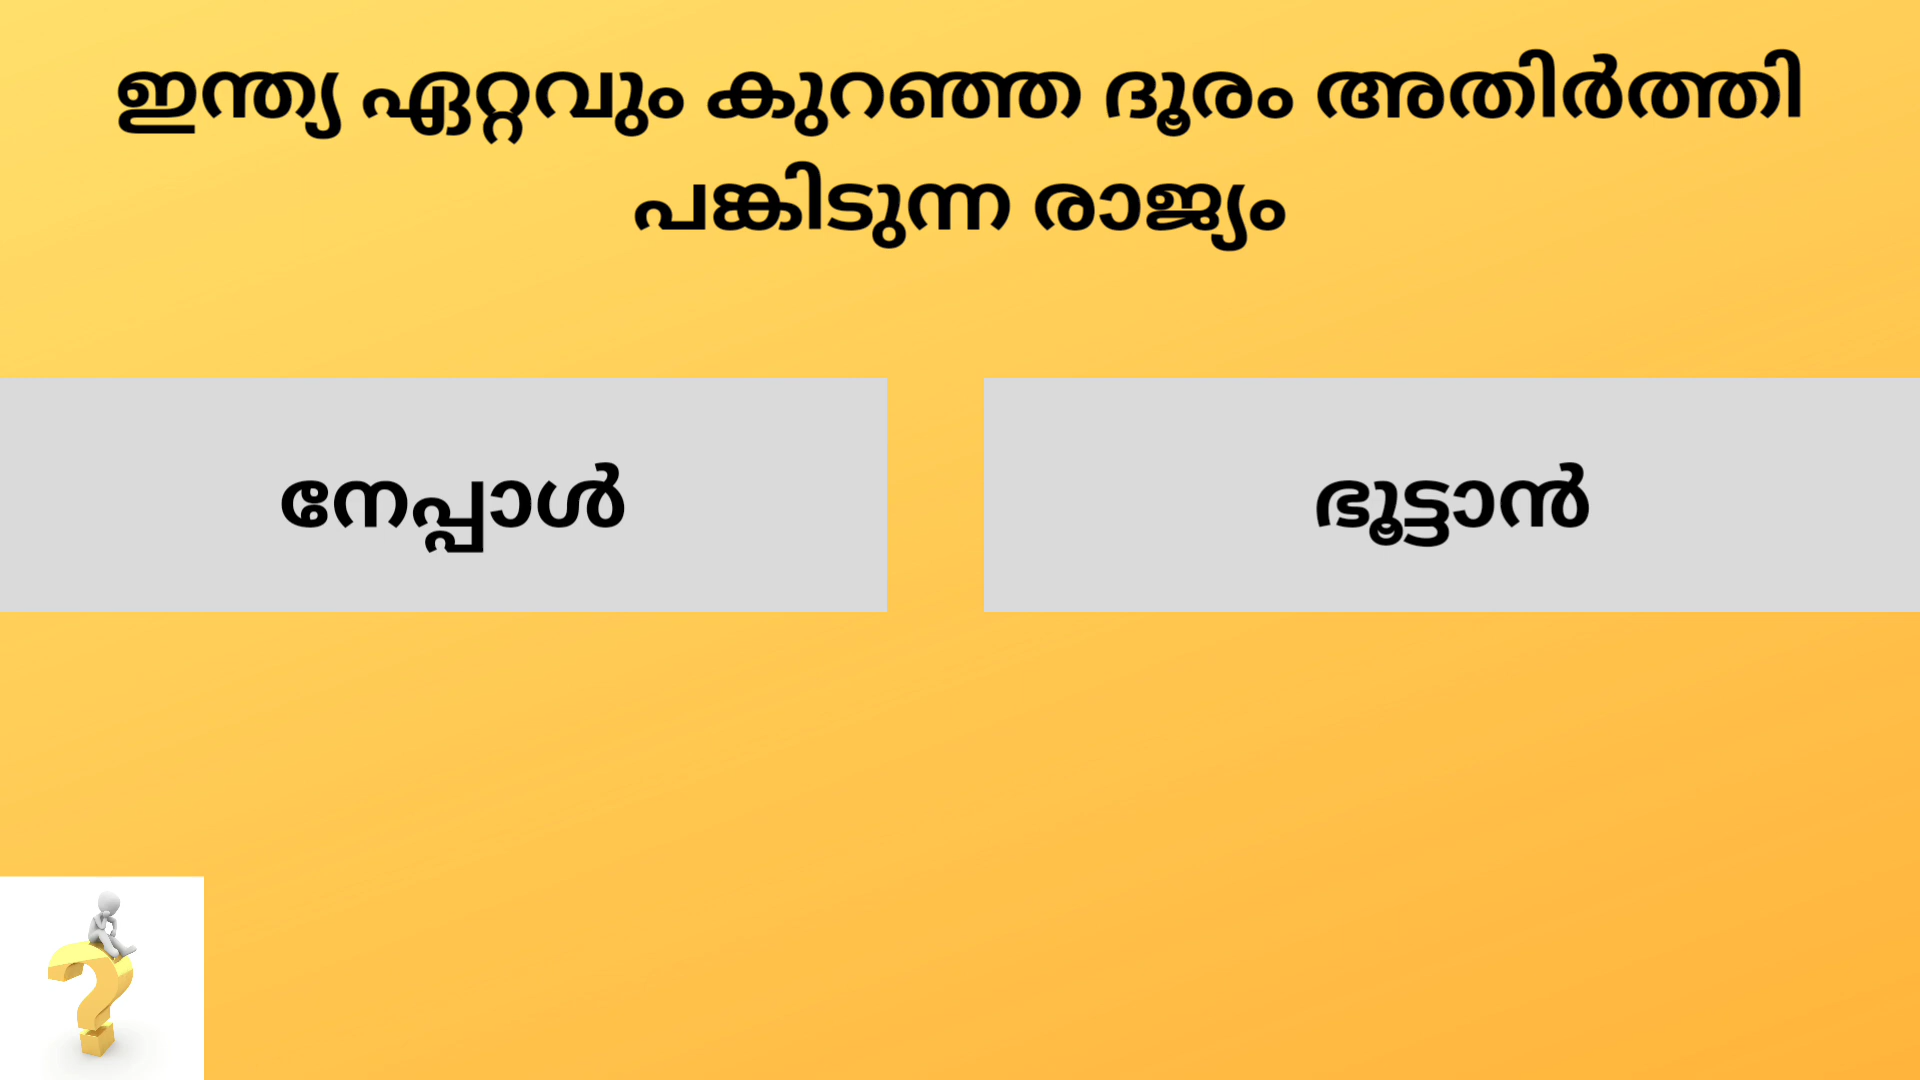 ഇന്ത്യ ഏറ്റവും കുറഞ്ഞ ദൂരം അതിർത്തി
പങ്കിടുന്ന രാജ്യം
നേപ്പാൾ
ഭൂട്ടാൻ